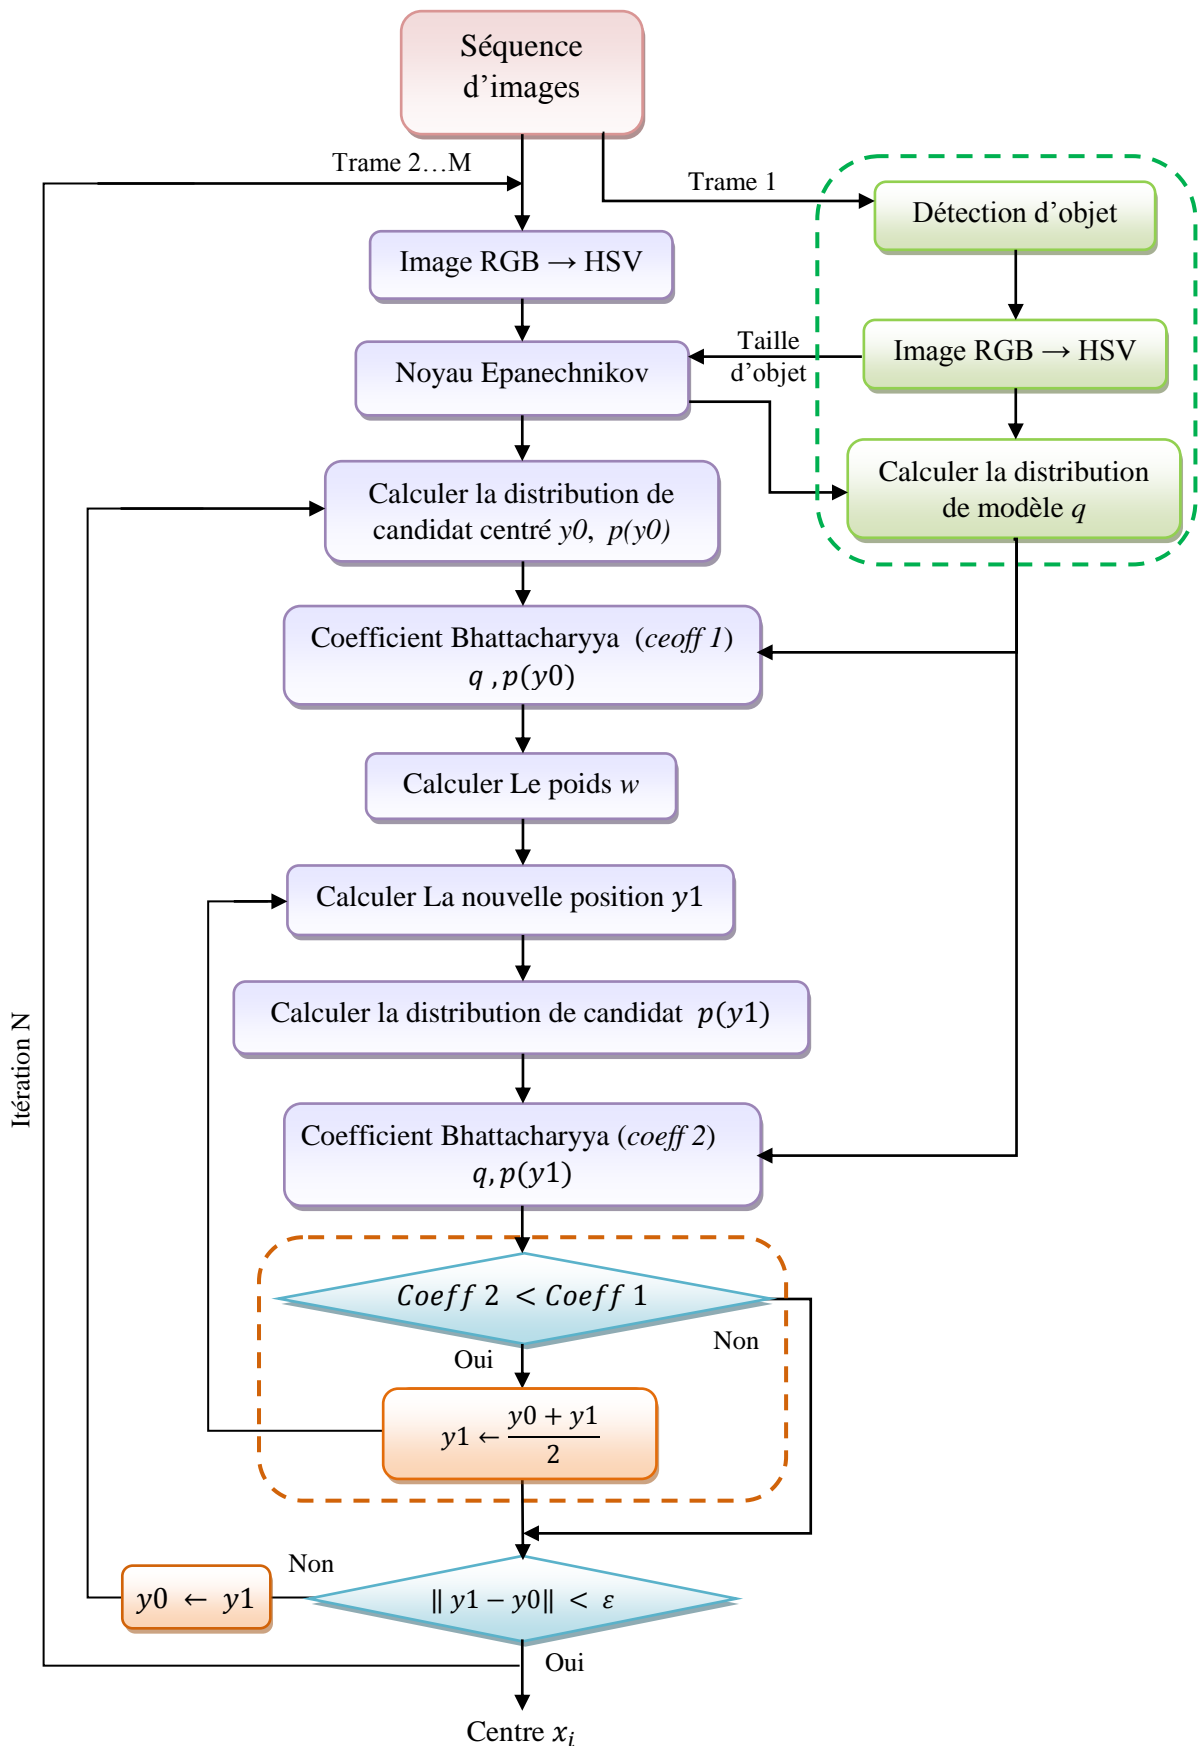 Séquence
d'images
Trame 2…M
Trame 1
Détection d'objet
Image RGB → HSV
Image RGB → HSV
Taille
d'objet
Noyau Epanechnikov
Calculer la distribution
de modèle q
Calculer la distribution de
candidat centré y0, p(y0)
Coefficient Bhattacharyya (ceoff 1)
q , p(y0)
Calculer Le poids w
Calculer La nouvelle position y1
Calculer la distribution de candidat p(y1)
Itération N
Coefficient Bhattacharyya (coeff 2)
q, p(y1)
Coeff 2 < Coeff 1
Non
Oui
y1 ← (y0 + y1)/2
Non
y0 ← y1
‖ y1 − y0‖ < ε
Oui
Centre xᵢ